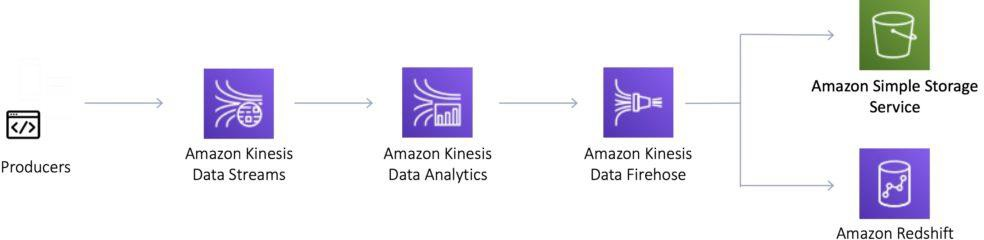 Producers
Amazon Kinesis
Data Streams
Amazon Kinesis
Data Analytics
Amazon Kinesis
Data Firehose
Amazon Simple Storage
Service
Amazon Redshift